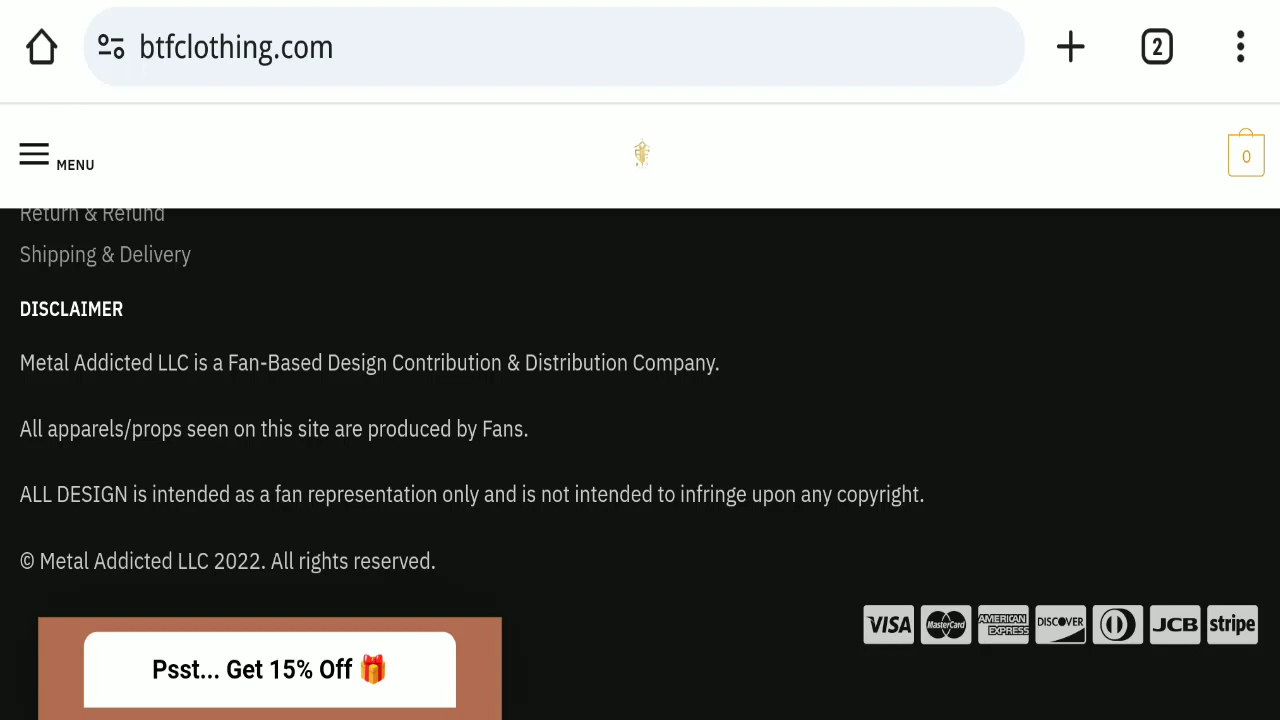 btfclothing.com
2
MENU
0
Return & Refund
Shipping & Delivery
DISCLAIMER
Metal Addicted LLC is a Fan-Based Design Contribution & Distribution Company.
All apparels/props seen on this site are produced by Fans.
ALL DESIGN is intended as a fan representation only and is not intended to infringe upon any copyright.
© Metal Addicted LLC 2022. All rights reserved.
VISA MasterCard AMERICAN EXPRESS DISCOVER JCB stripe
Psst... Get 15% Off 🎁